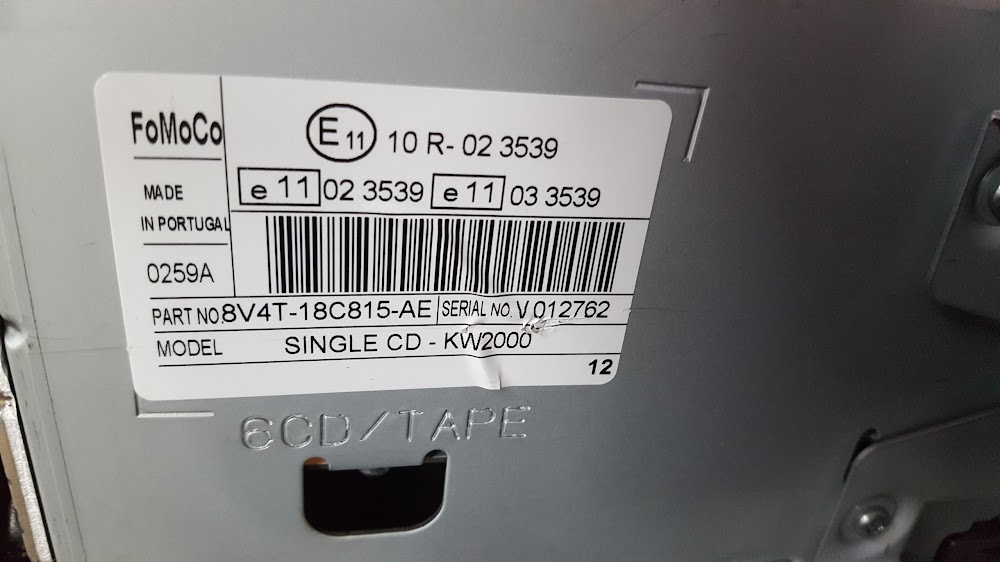 FoMoCo
MADE
IN PORTUGAL
0259A
E 11 10 R- 02 3539
e 11 02 3539 e 11 03 3539
PART NO. 8V4T-18C815-AE SERIAL NO. V 012762
MODEL SINGLE CD - KW2000
12
6CD/TAPE